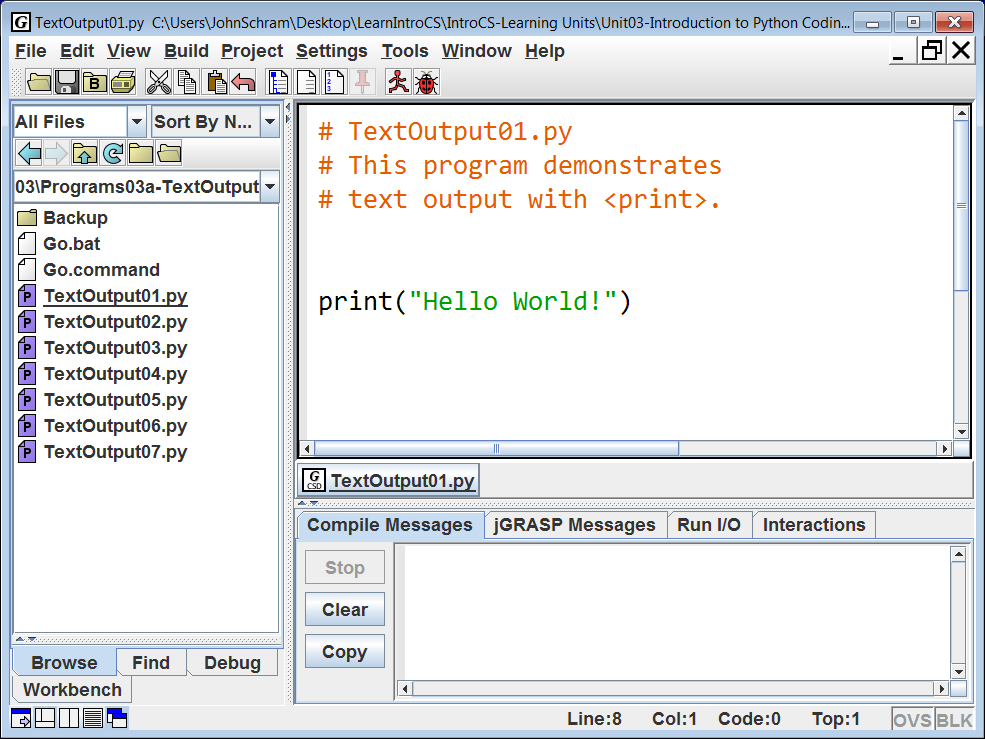 G TextOutput01.py C:\Users\JohnSchram\Desktop\LearnIntroCS\IntroCS-Learning Units\Unit03-Introduction to Python Codin...
File Edit View Build Project Settings Tools Window Help
B
1 2 3
All Files
Sort By N...
03\Programs03a-TextOutput
Backup
Go.bat
Go.command
P TextOutput01.py
P TextOutput02.py
P TextOutput03.py
P TextOutput04.py
P TextOutput05.py
P TextOutput06.py
P TextOutput07.py
Browse Find Debug
Workbench
# TextOutput01.py
# This program demonstrates
# text output with <print>.
print("Hello World!")
G CSD TextOutput01.py
Compile Messages jGRASP Messages Run I/O Interactions
Stop
Clear
Copy
Line:8 Col:1 Code:0 Top:1 OVS BLK